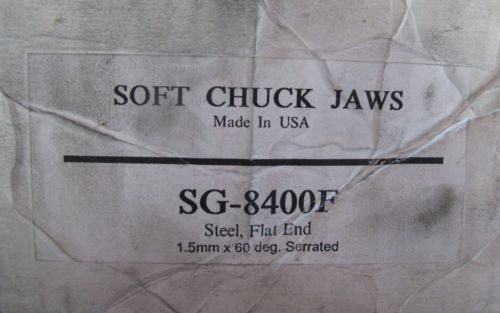 SOFT CHUCK JAWS
Made In USA
SG-8400F
Steel, Flat End
1.5mm x 60 deg. Serrated